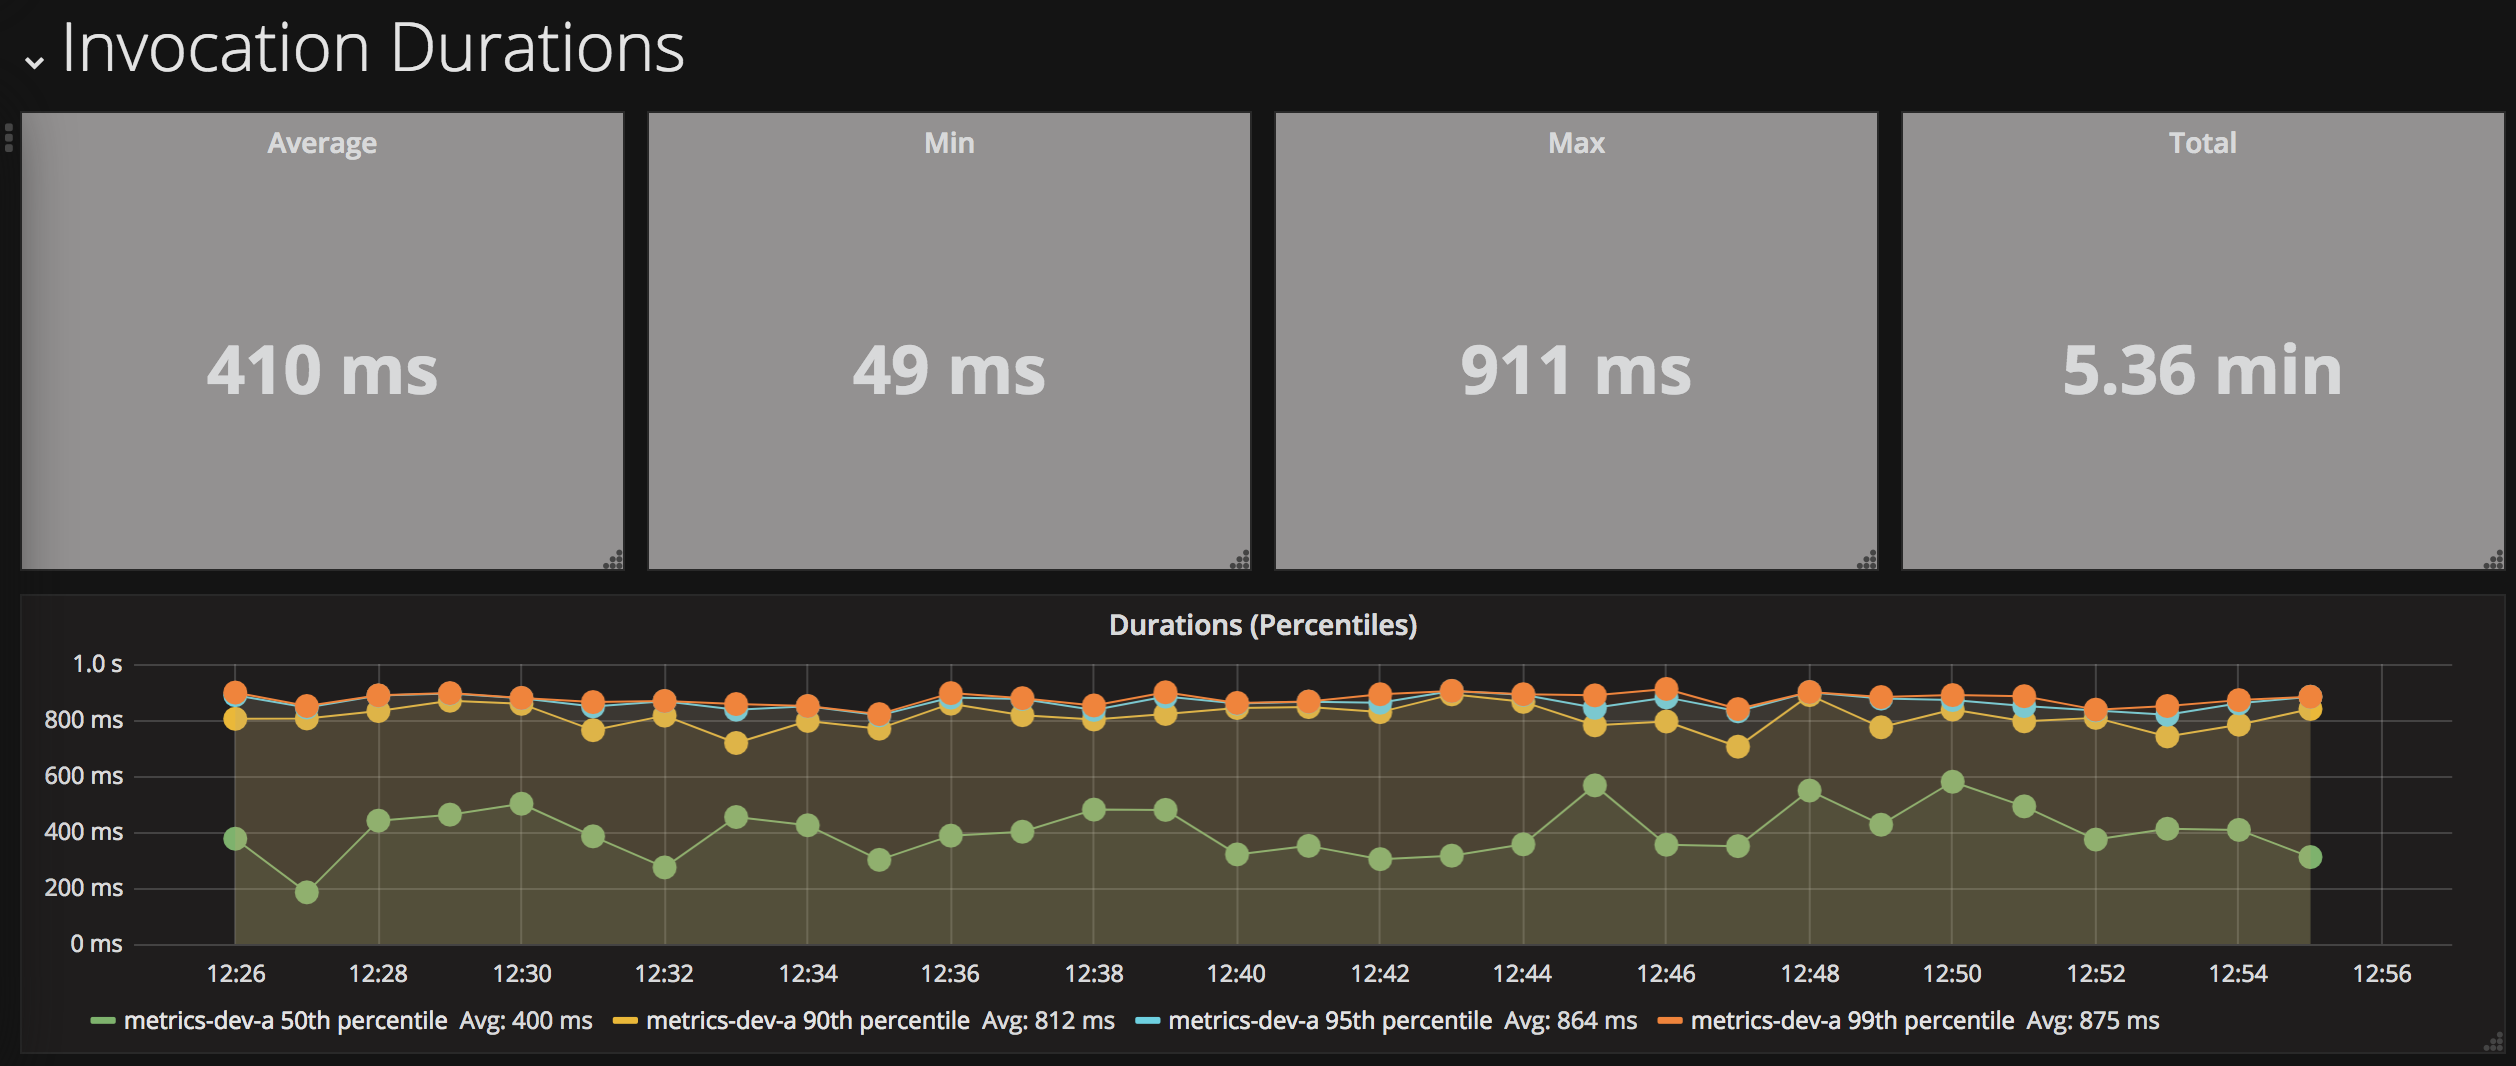 Invocation Durations
Average
Min
Max
Total
410 ms
49 ms
911 ms
5.36 min
Durations (Percentiles)
1.0 s
800 ms
600 ms
400 ms
200 ms
0 ms
12:26 12:28 12:30 12:32 12:34 12:36 12:38 12:40 12:42 12:44 12:46 12:48 12:50 12:52 12:54 12:56
metrics-dev-a 50th percentile Avg: 400 ms metrics-dev-a 90th percentile Avg: 812 ms metrics-dev-a 95th percentile Avg: 864 ms metrics-dev-a 99th percentile Avg: 875 ms